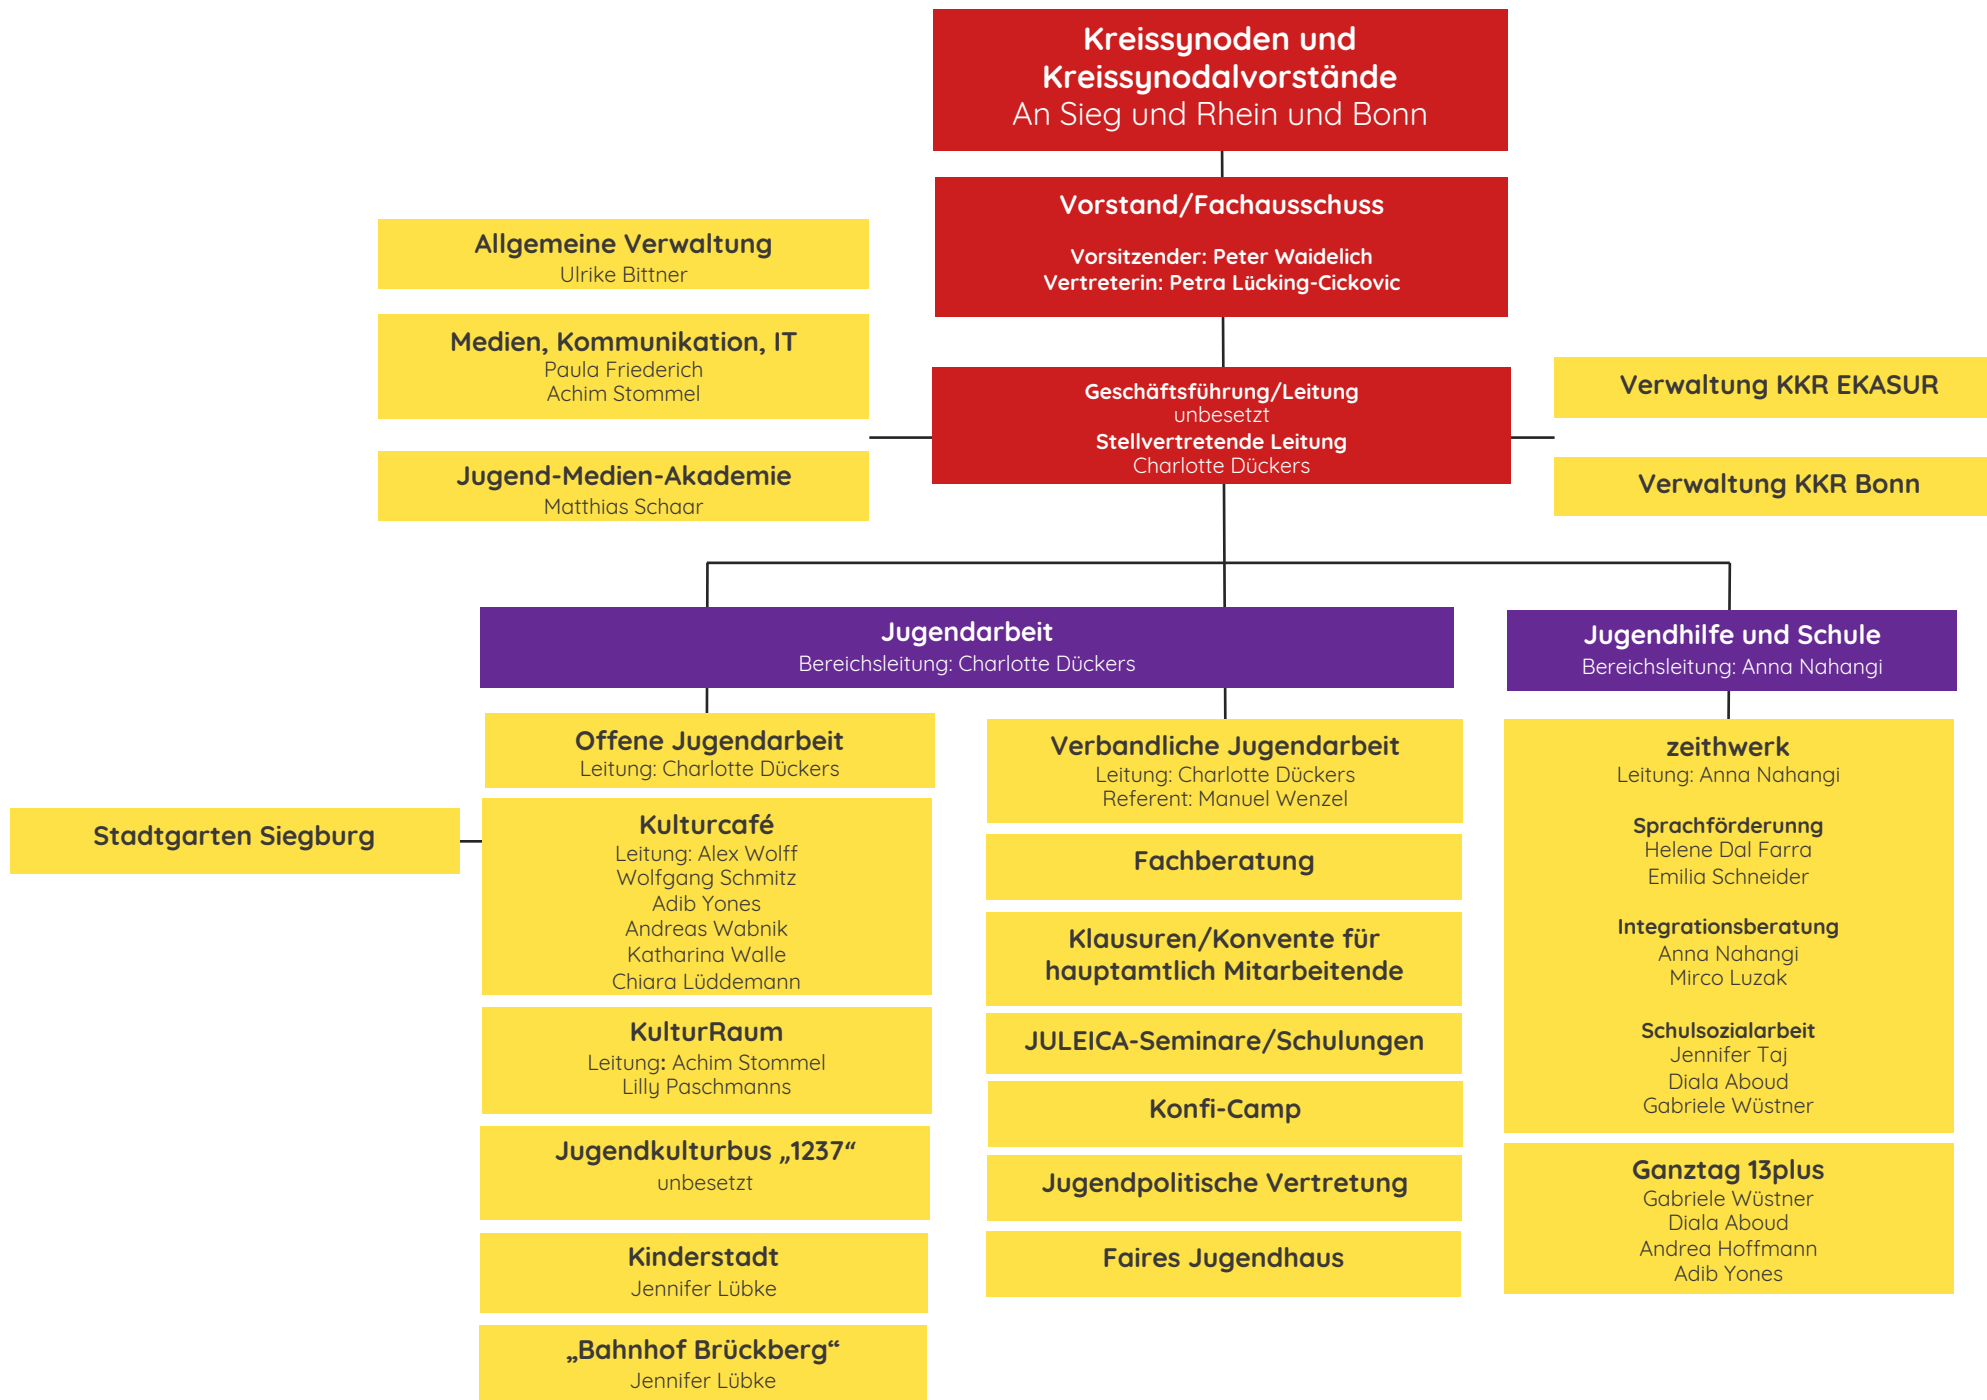 Kreissynoden und
Kreissynodalvorstände
An Sieg und Rhein und Bonn
Vorstand/Fachausschuss
Vorsitzender: Peter Waidelich
Vertreterin: Petra Lücking-Cickovic
Allgemeine Verwaltung
Ulrike Bittner
Medien, Kommunikation, IT
Paula Friederich
Achim Stommel
Jugend-Medien-Akademie
Matthias Schaar
Geschäftsführung/Leitung
unbesetzt
Stellvertretende Leitung
Charlotte Dückers
Verwaltung KKR EKASUR
Verwaltung KKR Bonn
Jugendarbeit
Bereichsleitung: Charlotte Dückers
Jugendhilfe und Schule
Bereichsleitung: Anna Nahangi
Offene Jugendarbeit
Leitung: Charlotte Dückers
Stadtgarten Siegburg
Kulturcafé
Leitung: Alex Wolff
Wolfgang Schmitz
Adib Yones
Andreas Wabnik
Katharina Walle
Chiara Lüddemann
KulturRaum
Leitung: Achim Stommel
Lilly Paschmanns
Jugendkulturbus „1237“
unbesetzt
Kinderstadt
Jennifer Lübke
„Bahnhof Brückberg“
Jennifer Lübke
Verbandliche Jugendarbeit
Leitung: Charlotte Dückers
Referent: Manuel Wenzel
Fachberatung
Klausuren/Konvente für
hauptamtlich Mitarbeitende
JULEICA-Seminare/Schulungen
Konfi-Camp
Jugendpolitische Vertretung
Faires Jugendhaus
zeithwerk
Leitung: Anna Nahangi
Sprachförderunng
Helene Dal Farra
Emilia Schneider
Integrationsberatung
Anna Nahangi
Mirco Luzak
Schulsozialarbeit
Jennifer Taj
Diala Aboud
Gabriele Wüstner
Ganztag 13plus
Gabriele Wüstner
Diala Aboud
Andrea Hoffmann
Adib Yones